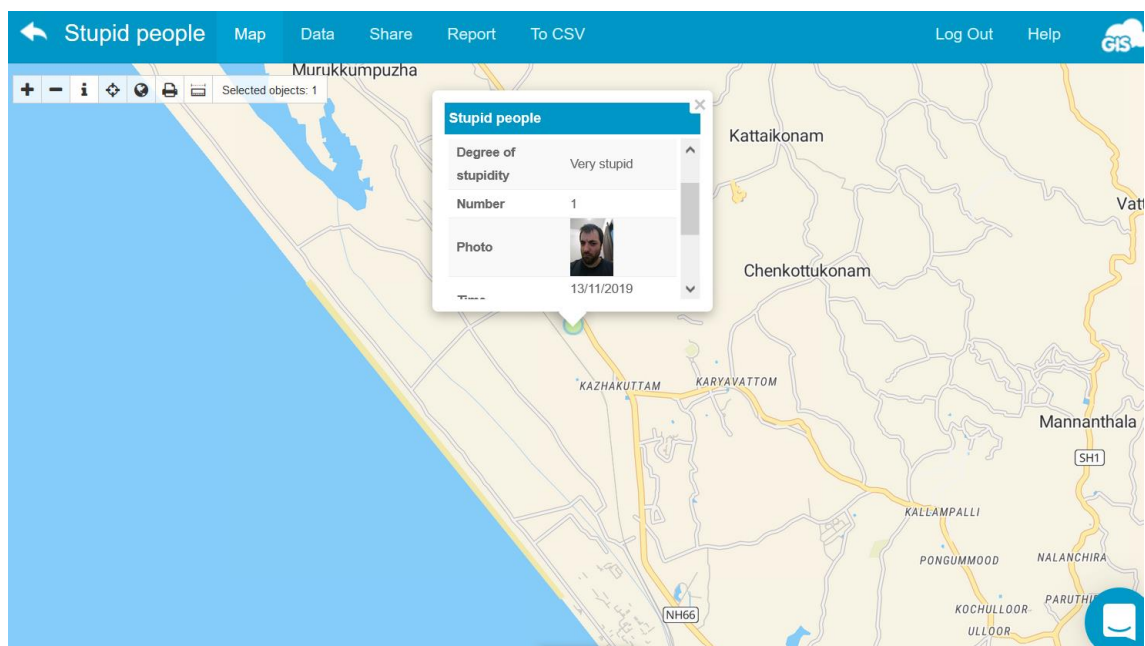 Stupid people Map Data Share Report To CSV Log Out Help GIS
Selected objects: 1
Murukkumpuzha
Stupid people
Degree of stupidity Very stupid
Number 1
Photo
13/11/2019
Kattaikonam
Chenkottukonam
KAZHAKUTTAM
KARYAVATTOM
Mannanthala
SH1
KALLAMPALLI
PONGUMMOOD
NALANCHIRA
KOCHULLOOR
ULLOOR
NH66